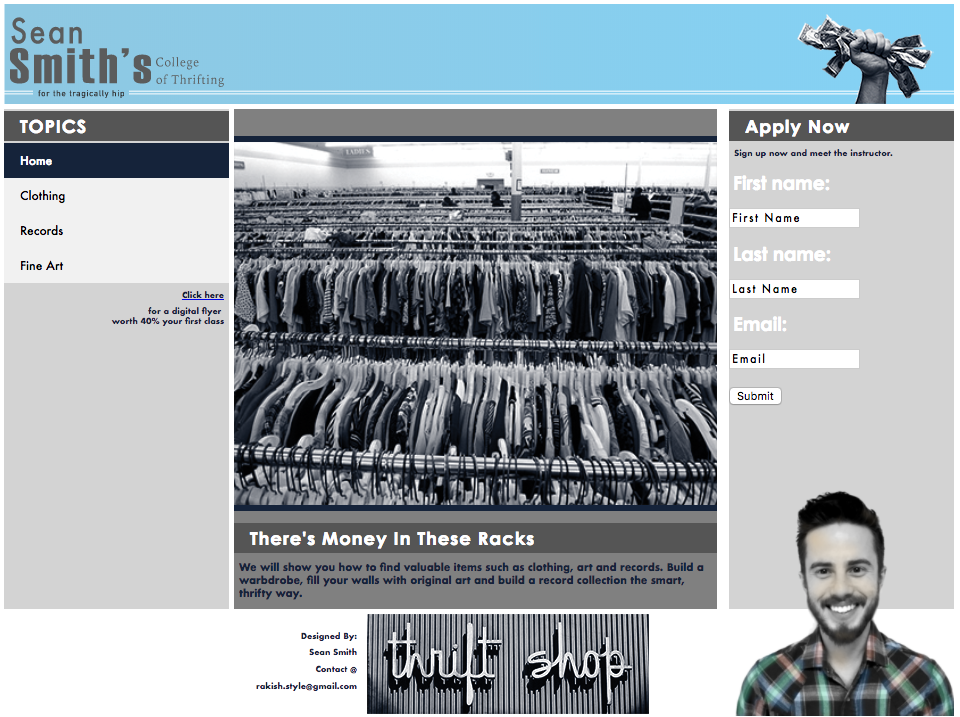 Sean
Smith's
College
of Thrifting
for the tragically hip
TOPICS
Home
Clothing
Records
Fine Art
Click here
for a digital flyer
worth 40% your first class
LADIES
There's Money In These Racks
We will show you how to find valuable items such as clothing, art and records. Build a
warbdrobe, fill your walls with original art and build a record collection the smart,
thrifty way.
Apply Now
Sign up now and meet the instructor.
First name:
First Name
Last name:
Last Name
Email:
Email
Submit
Designed By:
Sean Smith
Contact @
rakish.style@gmail.com
thrift shop